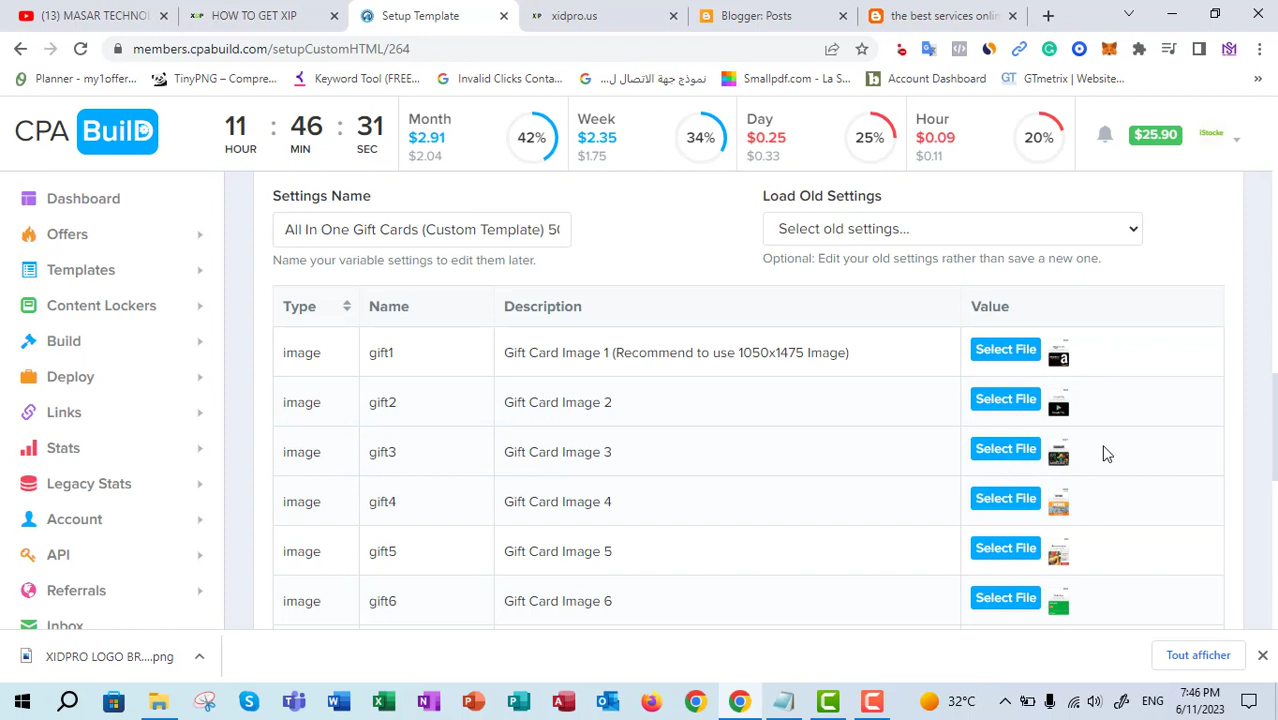 (13) MASAR TECHNOL
XIP HOW TO GET XIP
Setup Template
XIP xidpro.us
Blogger: Posts
the best services onlin
members.cpabuild.com/setupCustomHTML/264
Planner - my1offer...
TinyPNG – Compre...
Keyword Tool (FREE...
Invalid Clicks Conta...
نموذج جهة الاتصال ل...
Smallpdf.com - La S...
Account Dashboard
GTmetrix | Website...
»
CPA BuilD
11 : 46 : 31
HOUR MIN SEC
Month
$2.91
$2.04
42%
Week
$2.35
$1.75
34%
Day
$0.25
$0.33
25%
Hour
$0.09
$0.11
20%
$25.90
iStocke
Dashboard
Offers
Templates
Content Lockers
Build
Deploy
Links
Stats
Legacy Stats
Account
API
Referrals
Inbox
Settings Name
All In One Gift Cards (Custom Template) 50
Name your variable settings to edit them later.
Load Old Settings
Select old settings...
Optional: Edit your old settings rather than save a new one.
Type Name Description Value
image gift1 Gift Card Image 1 (Recommend to use 1050x1475 Image) Select File
image gift2 Gift Card Image 2 Select File
image gift3 Gift Card Image 3 Select File
image gift4 Gift Card Image 4 Select File
image gift5 Gift Card Image 5 Select File
image gift6 Gift Card Image 6 Select File
XIDPRO LOGO BR....png
Tout afficher
32°C
ENG
7:46 PM
6/11/2023